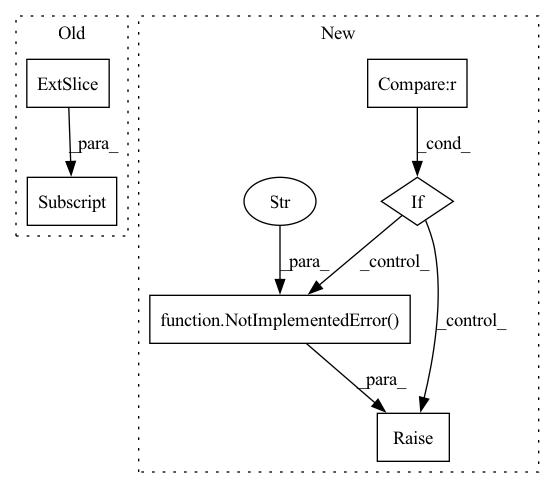 Old
New
ExtSlice
Compare:r
_para_
_cond_
Subscript
Str
If
_para_
_control_
function.NotImplementedError()
_control_
_para_
Raise